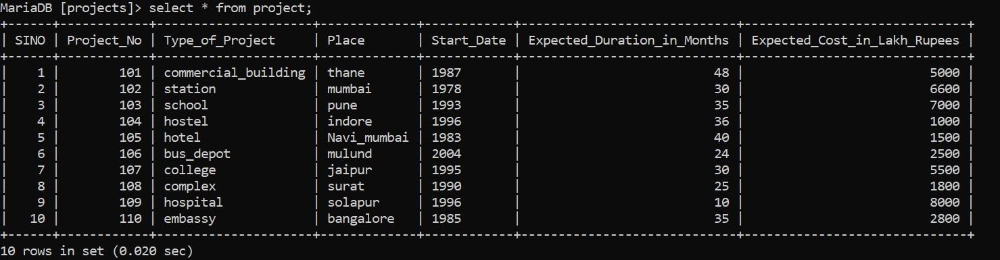 MariaDB [projects]> select * from project;
+------+------------+---------------------+-------------+------------+-----------------------------+-----------------------------+
| SINO | Project_No | Type_of_Project     | Place       | Start_Date | Expected_Duration_in_Months | Expected_Cost_in_Lakh_Rupees |
+------+------------+---------------------+-------------+------------+-----------------------------+-----------------------------+
|    1 |        101 | commercial_building | thane       | 1987       |                          48 |                         5000 |
|    2 |        102 | station             | mumbai      | 1978       |                          30 |                         6600 |
|    3 |        103 | school              | pune        | 1993       |                          35 |                         7000 |
|    4 |        104 | hostel              | indore      | 1996       |                          36 |                         1000 |
|    5 |        105 | hotel               | Navi_mumbai | 1983       |                          40 |                         1500 |
|    6 |        106 | bus_depot           | mulund      | 2004       |                          24 |                         2500 |
|    7 |        107 | college             | jaipur      | 1995       |                          30 |                         5500 |
|    8 |        108 | complex             | surat       | 1990       |                          25 |                         1800 |
|    9 |        109 | hospital            | solapur     | 1996       |                          10 |                         8000 |
|   10 |        110 | embassy             | bangalore   | 1985       |                          35 |                         2800 |
+------+------------+---------------------+-------------+------------+-----------------------------+-----------------------------+
10 rows in set (0.020 sec)